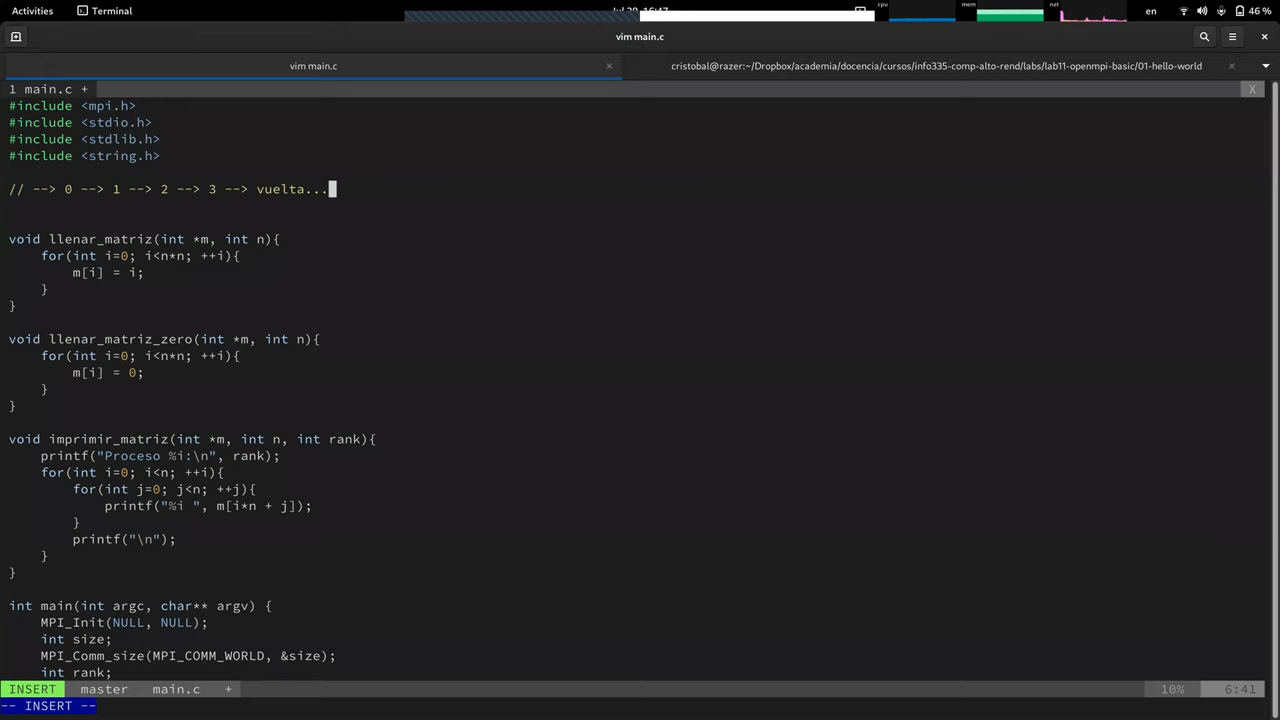 Activities Terminal cpu mem net en 46 %
vim main.c
vim main.c × cristobal@razer:~/Dropbox/academia/docencia/cursos/info335-comp-alto-rend/labs/lab11-openmpi-basic/01-hello-world ×
1 main.c + X
#include <mpi.h>
#include <stdio.h>
#include <stdlib.h>
#include <string.h>
// --> 0 --> 1 --> 2 --> 3 --> vuelta...
void llenar_matriz(int *m, int n){
    for(int i=0; i<n*n; ++i){
        m[i] = i;
    }
}
void llenar_matriz_zero(int *m, int n){
    for(int i=0; i<n*n; ++i){
        m[i] = 0;
    }
}
void imprimir_matriz(int *m, int n, int rank){
    printf("Proceso %i:\n", rank);
    for(int i=0; i<n; ++i){
        for(int j=0; j<n; ++j){
            printf("%i ", m[i*n + j]);
        }
        printf("\n");
    }
}
int main(int argc, char** argv) {
    MPI_Init(NULL, NULL);
    int size;
    MPI_Comm_size(MPI_COMM_WORLD, &size);
    int rank;
INSERT master main.c + 10% 6:41
-- INSERT --